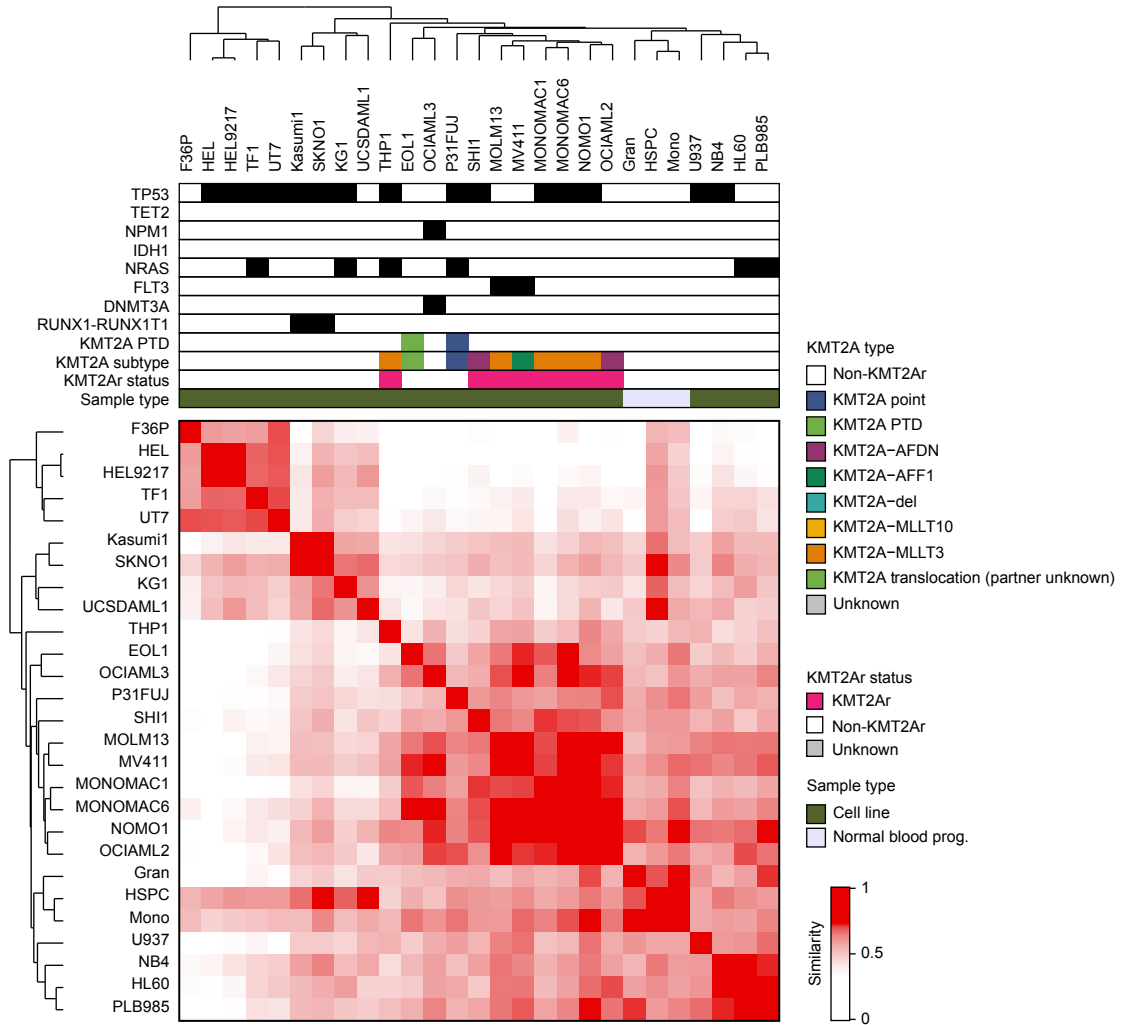 F36P
HEL
HEL9217
TF1
UT7
Kasumi1
SKNO1
KG1
UCSDAML1
THP1
EOL1
OCIAML3
P31FUJ
SHI1
MOLM13
MV411
MONOMAC1
MONOMAC6
NOMO1
OCIAML2
Gran
HSPC
Mono
U937
NB4
HL60
PLB985
TP53
TET2
NPM1
IDH1
NRAS
FLT3
DNMT3A
RUNX1-RUNX1T1
KMT2A PTD
KMT2A subtype
KMT2Ar status
Sample type
F36P
HEL
HEL9217
TF1
UT7
Kasumi1
SKNO1
KG1
UCSDAML1
THP1
EOL1
OCIAML3
P31FUJ
SHI1
MOLM13
MV411
MONOMAC1
MONOMAC6
NOMO1
OCIAML2
Gran
HSPC
Mono
U937
NB4
HL60
PLB985
KMT2A type
Non-KMT2Ar
KMT2A point
KMT2A PTD
KMT2A−AFDN
KMT2A−AFF1
KMT2A−del
KMT2A−MLLT10
KMT2A−MLLT3
KMT2A translocation (partner unknown)
Unknown
KMT2Ar status
KMT2Ar
Non-KMT2Ar
Unknown
Sample type
Cell line
Normal blood prog.
Similarity
1
0.5
0